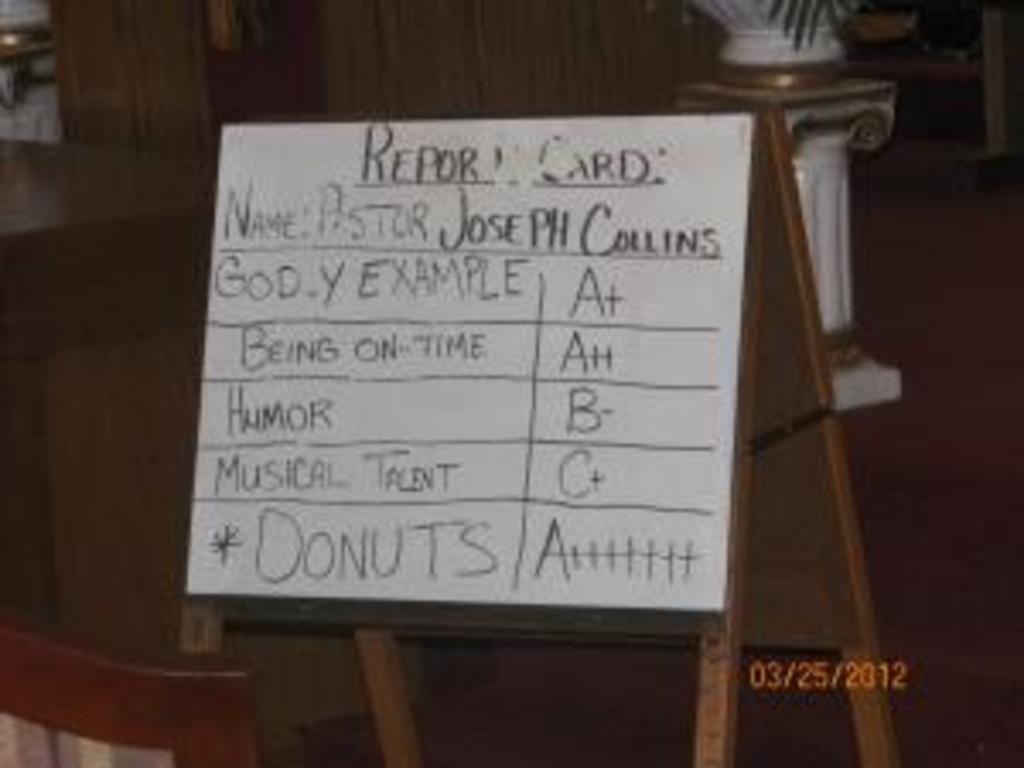 REPORT CARD:
NAME: PASTOR JOSEPH COLLINS
GODLY EXAMPLE A+
BEING ON-TIME A++
HUMOR B-
MUSICAL TALENT C+
* DONUTS A+++++++
03/25/2012